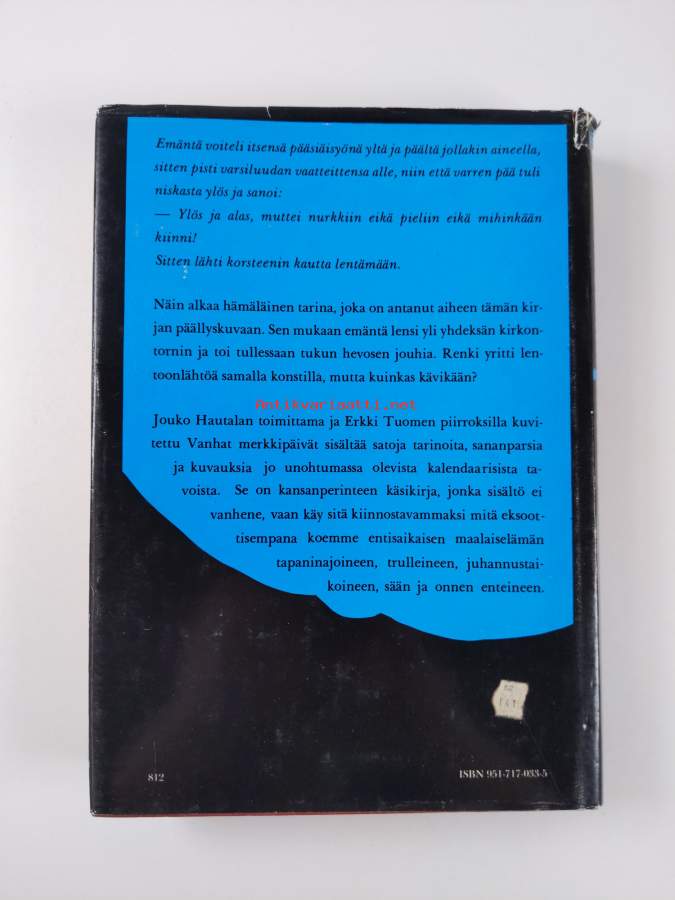 Emäntä voiteli itsensä pääsiäisyönä yltä ja päältä jollakin aineella,
sitten pisti varsiluudan vaatteittensa alle, niin että varren pää tuli
niskasta ylös ja sanoi:
— Ylös ja alas, muttei nurkkiin eikä pieliin eikä mihinkään
kiinni!
Sitten lähti korsteenin kautta lentämään.
Näin alkaa hämäläinen tarina, joka on antanut aiheen tämän kir-
jan päällyskuvaan. Sen mukaan emäntä lensi yli yhdeksän kirkon-
tornin ja toi tullessaan tukun hevosen jouhia. Renki yritti len-
toonlähtöä samalla konstilla, mutta kuinkas kävikään?
Antikvariaatti.net
Jouko Hautalan toimittama ja Erkki Tuomen piirroksilla kuvi-
tettu Vanhat merkkipäivät sisältää satoja tarinoita, sananparsia
ja kuvauksia jo unohtumassa olevista kalendaarisista ta-
voista. Se on kansanperinteen käsikirja, jonka sisältö ei
vanhene, vaan käy sitä kiinnostavammaksi mitä eksoot-
tisempana koemme entisaikaisen maalaiselämän
tapaninajoineen, trulleineen, juhannustai-
koineen, sään ja onnen enteineen.
812
ISBN 951-717-033-5